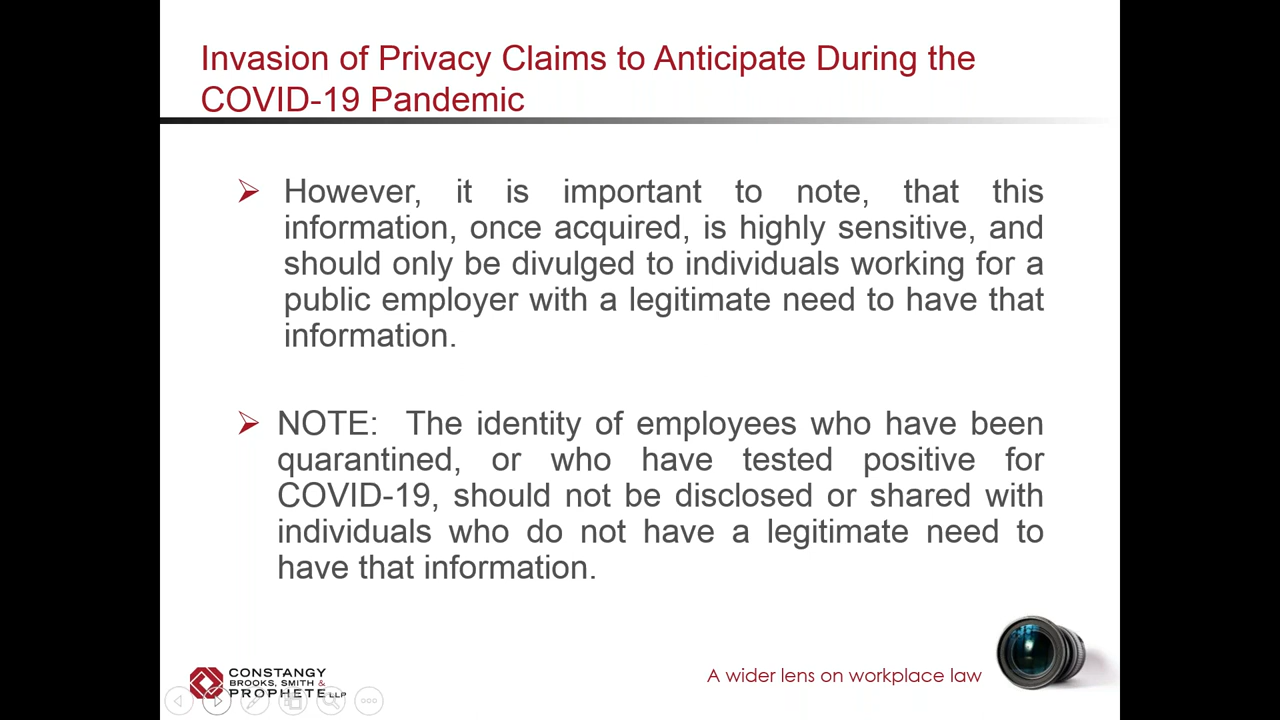 Invasion of Privacy Claims to Anticipate During the
COVID-19 Pandemic
However, it is important to note, that this
information, once acquired, is highly sensitive, and
should only be divulged to individuals working for a
public employer with a legitimate need to have that
information.
NOTE: The identity of employees who have been
quarantined, or who have tested positive for
COVID-19, should not be disclosed or shared with
individuals who do not have a legitimate need to
have that information.
CONSTANGY
BROOKS, SMITH &
PROPHETE LLP
A wider lens on workplace law